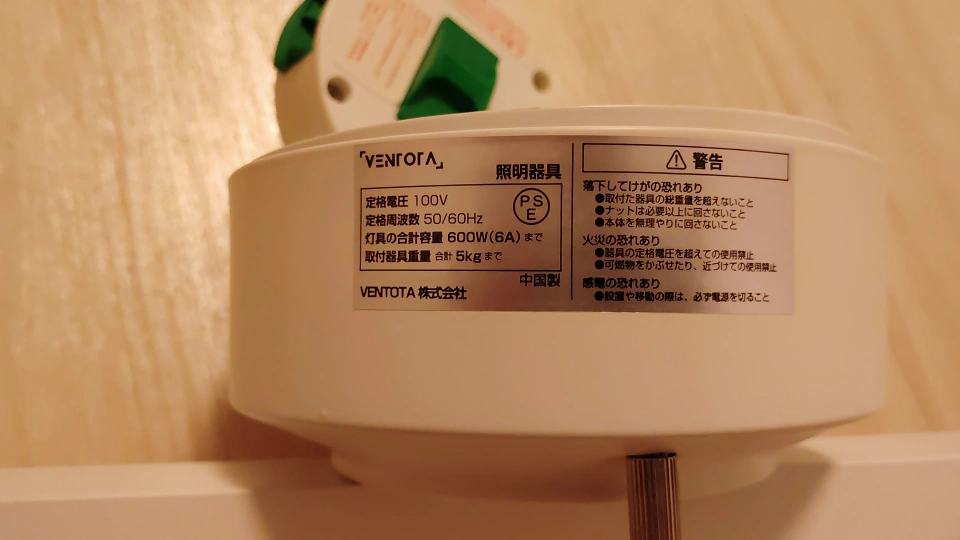 「VENTOTA」
照明器具
定格電圧 100V
定格周波数 50/60Hz
灯具の合計容量 600W(6A)まで
取付器具重量 合計 5kgまで
PS
E
中国製
VENTOTA 株式会社
⚠ 警告
落下してけがの恐れあり
●取付た器具の総重量を超えないこと
●ナットは必要以上に回さないこと
●本体を無理やりに回さないこと
火災の恐れあり
●器具の定格電圧を超えての使用禁止
●可燃物をかぶせたり、近づけての使用禁止
感電の恐れあり
●設置や移動の際は、必ず電源を切ること